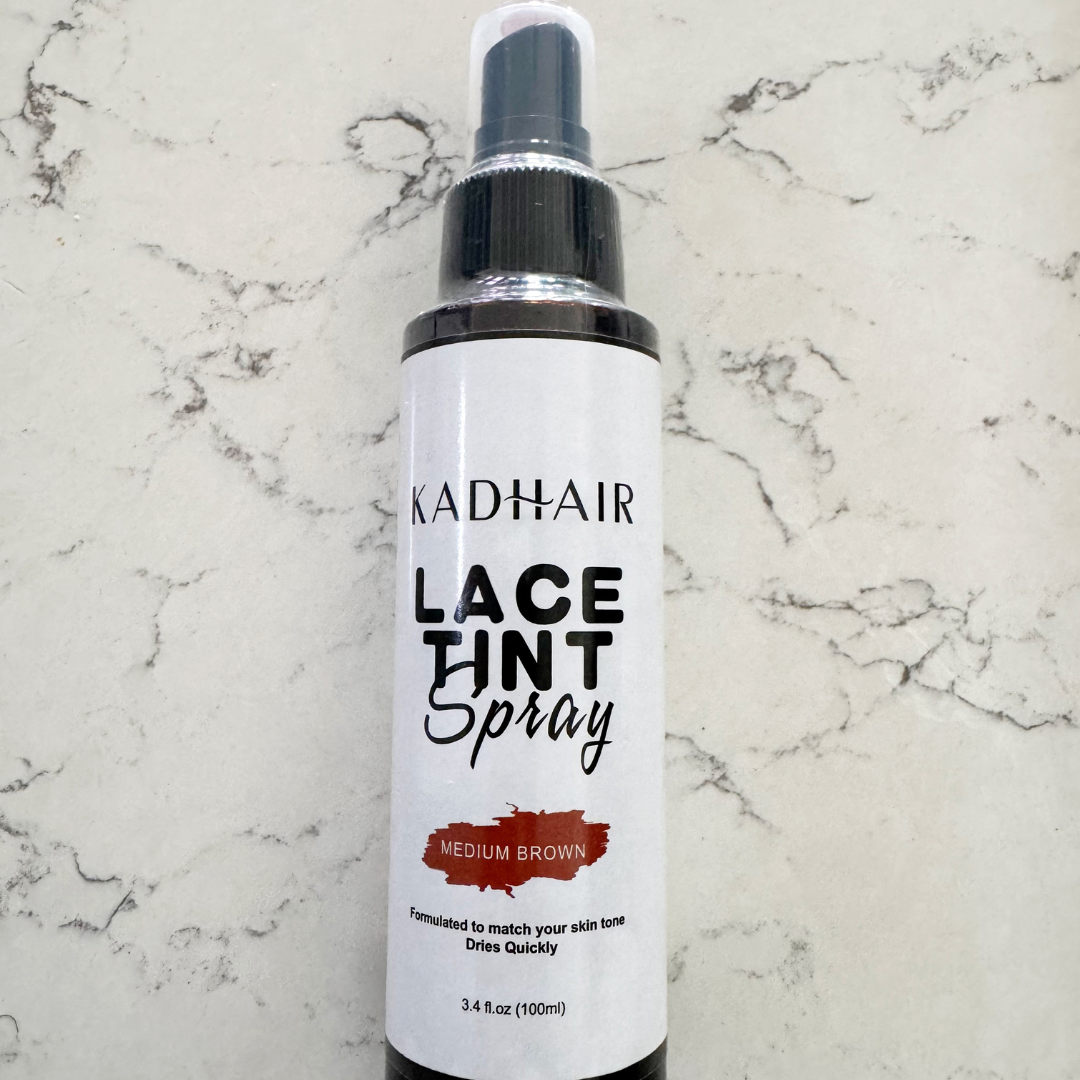 KADHAIR
LACE
TINT
Spray
MEDIUM BROWN
Formulated to match your skin tone
Dries Quickly
3.4 fl.oz (100ml)